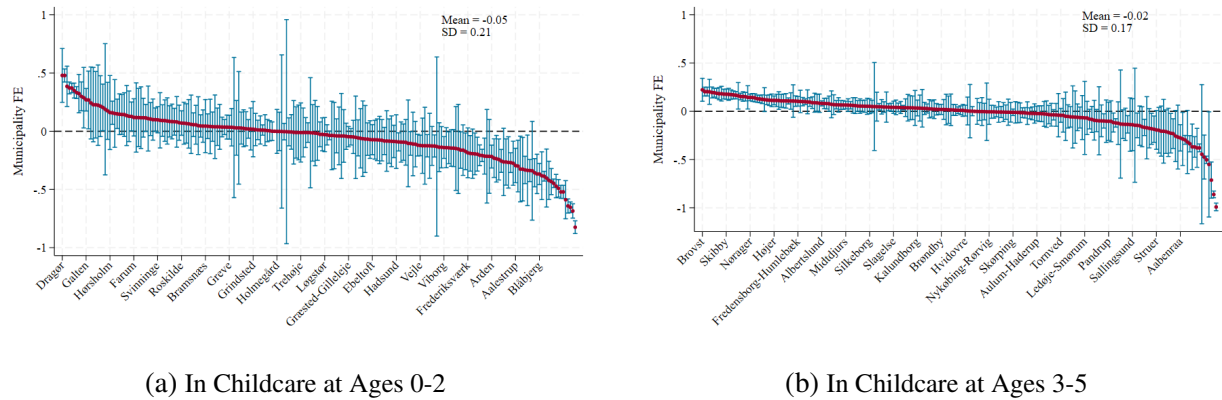 Mean = -0.05
SD = 0.21
Municipality FE
1
.5
0
-.5
-1
Dragør
Galten
Hørsholm
Farum
Svinninge
Roskilde
Bramsnæs
Greve
Grindsted
Holmegård
Trehøje
Løgstør
Græsted-Gilleleje
Ebeltoft
Hadsund
Vejle
Viborg
Frederiksværk
Arden
Aalestrup
Blåbjerg
(a) In Childcare at Ages 0-2
Mean = -0.02
SD = 0.17
Municipality FE
1
.5
0
-.5
-1
Brovst
Skibby
Nørager
Højer
Fredensborg-Humlebæk
Albertslund
Midtdjurs
Silkeborg
Slagelse
Kalundborg
Brøndby
Hvidovre
Nykøbing-Rørvig
Skørping
Aulum-Haderup
Tornved
Ledøje-Smørum
Pandrup
Sallingsund
Struer
Aabenraa
(b) In Childcare at Ages 3-5